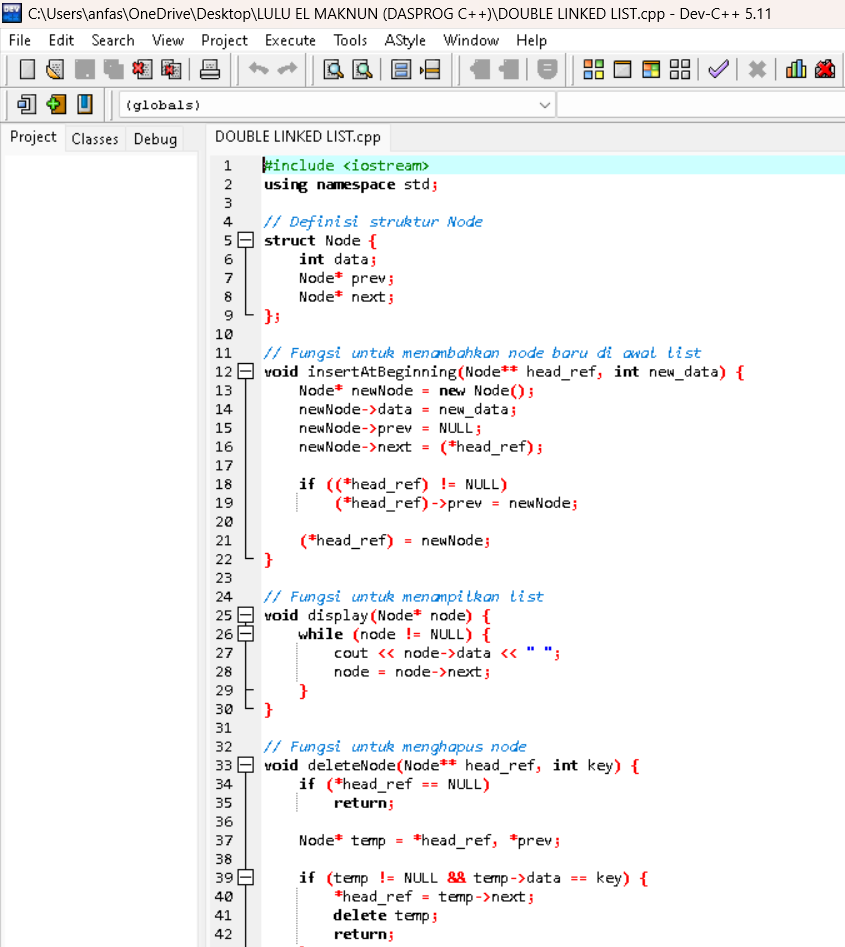 C:\Users\anfas\OneDrive\Desktop\LULU EL MAKNUN (DASPROG C++)\DOUBLE LINKED LIST.cpp - Dev-C++ 5.11
File Edit Search View Project Execute Tools AStyle Window Help
(globals)
Project Classes Debug
DOUBLE LINKED LIST.cpp
1 #include <iostream>
2 using namespace std;
3
4 // Definisi struktur Node
5 struct Node {
6 int data;
7 Node* prev;
8 Node* next;
9 };
10
11 // Fungsi untuk menambahkan node baru di awal list
12 void insertAtBeginning(Node** head_ref, int new_data) {
13 Node* newNode = new Node();
14 newNode->data = new_data;
15 newNode->prev = NULL;
16 newNode->next = (*head_ref);
17
18 if ((*head_ref) != NULL)
19 (*head_ref)->prev = newNode;
20
21 (*head_ref) = newNode;
22 }
23
24 // Fungsi untuk menampilkan list
25 void display(Node* node) {
26 while (node != NULL) {
27 cout << node->data << " ";
28 node = node->next;
29 }
30 }
31
32 // Fungsi untuk menghapus node
33 void deleteNode(Node** head_ref, int key) {
34 if (*head_ref == NULL)
35 return;
36
37 Node* temp = *head_ref, *prev;
38
39 if (temp != NULL && temp->data == key) {
40 *head_ref = temp->next;
41 delete temp;
42 return;